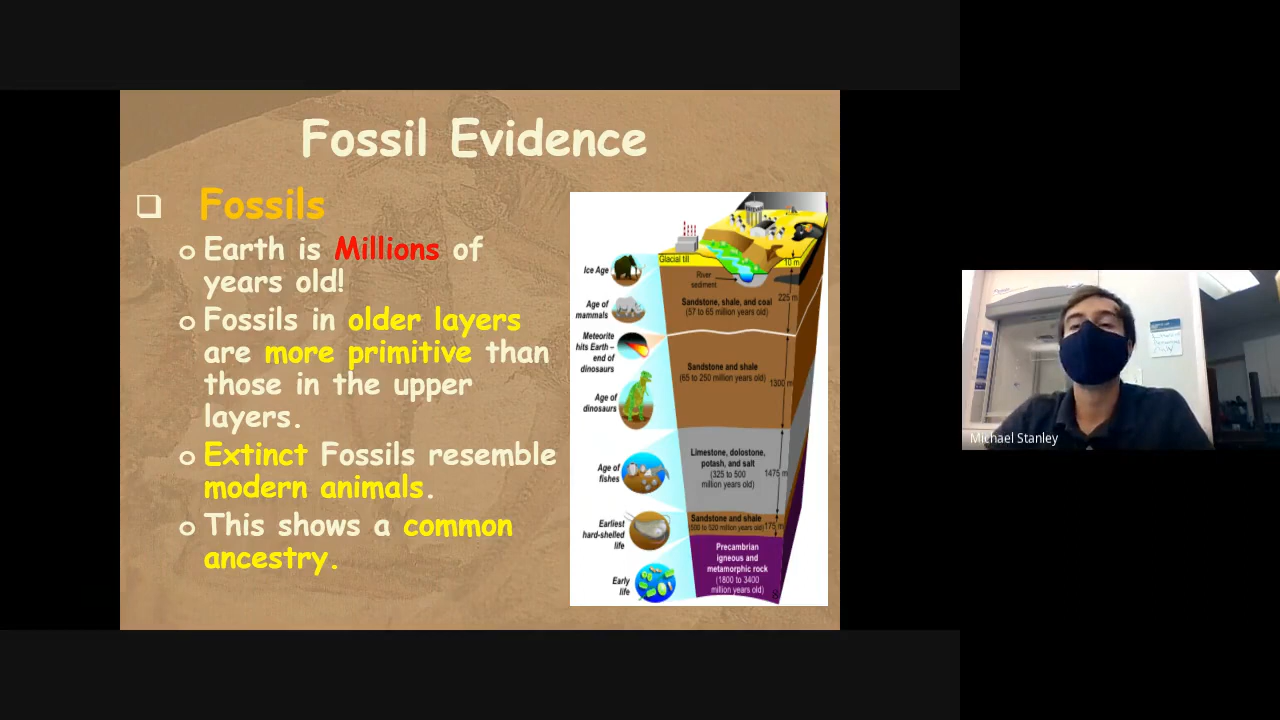 Fossil Evidence
Fossils
Earth is Millions of
years old!
Fossils in older layers
are more primitive than
those in the upper
layers.
Extinct Fossils resemble
modern animals.
This shows a common
ancestry.
Ice Age
Age of
mammals
Meteorite
hits Earth –
end of
dinosaurs
Age of
dinosaurs
Age of
fishes
Earliest
hard-shelled
life
Early
life
Glacial till
10 m
River
sediment
225 m
Sandstone, shale, and coal
(57 to 65 million years old)
Sandstone and shale
(65 to 250 million years old)
1300 m
Limestone, dolostone,
potash, and salt
(325 to 500
million years old)
1475 m
Sandstone and shale
(500 to 520 million years old)
175 m
Precambrian
igneous and
metamorphic rock
(1800 to 3400
million years old)
Michael Stanley